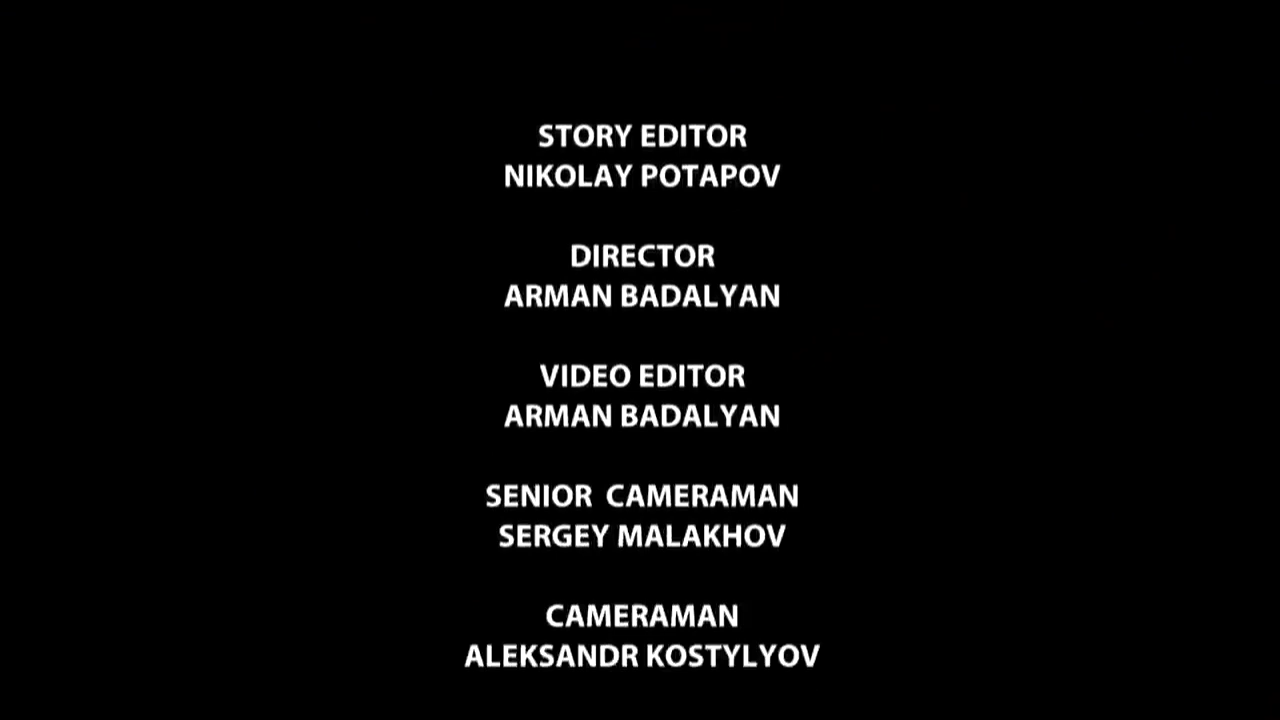 STORY EDITOR
NIKOLAY POTAPOV
DIRECTOR
ARMAN BADALYAN
VIDEO EDITOR
ARMAN BADALYAN
SENIOR  CAMERAMAN
SERGEY MALAKHOV
CAMERAMAN
ALEKSANDR KOSTYLYOV